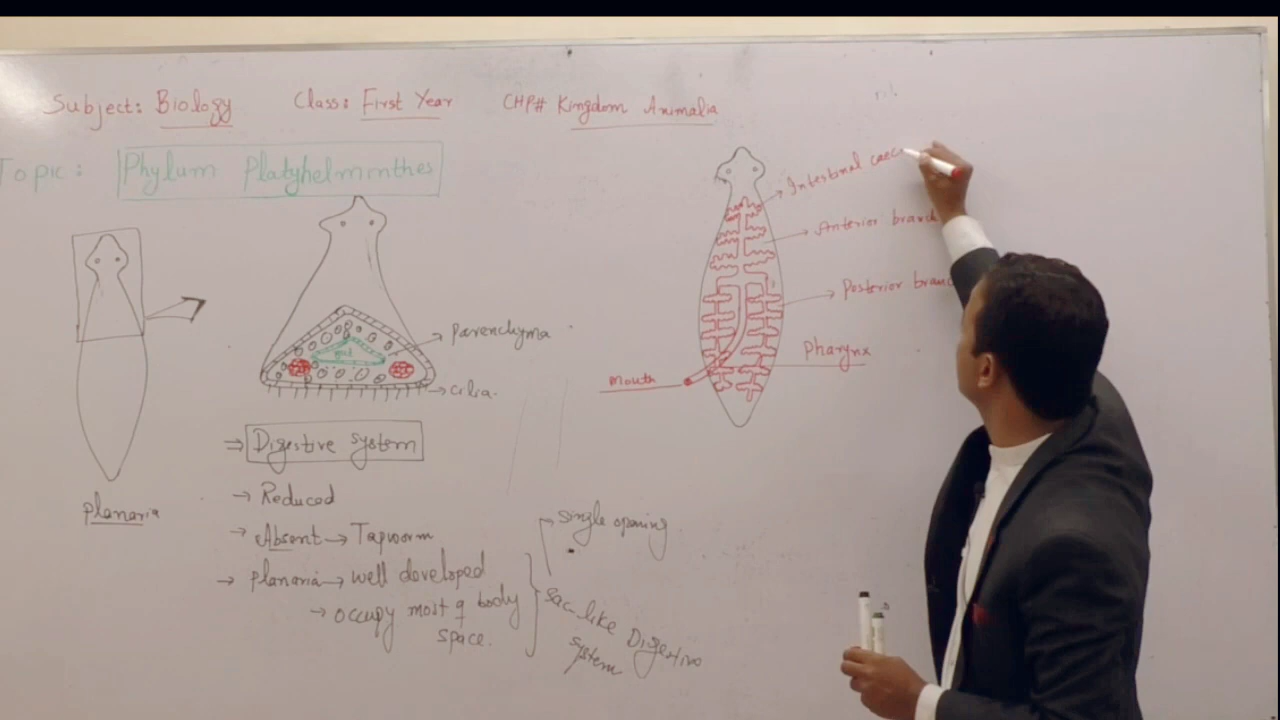 Subject: Biology Class: First Year CHP# Kingdom Animalia
Topic: Phylum Platyhelminthes
Intestinal caec
Anterior branch
Posterior branc
Pharynx
mouth
Parenchyma
gut
cilia
planaria
⇒ Digestive system
→ Reduced
→ Absent → Tapworm
→ planaria → well developed
→ occupy most of body
space.
single opening
Sac like Digestive
system